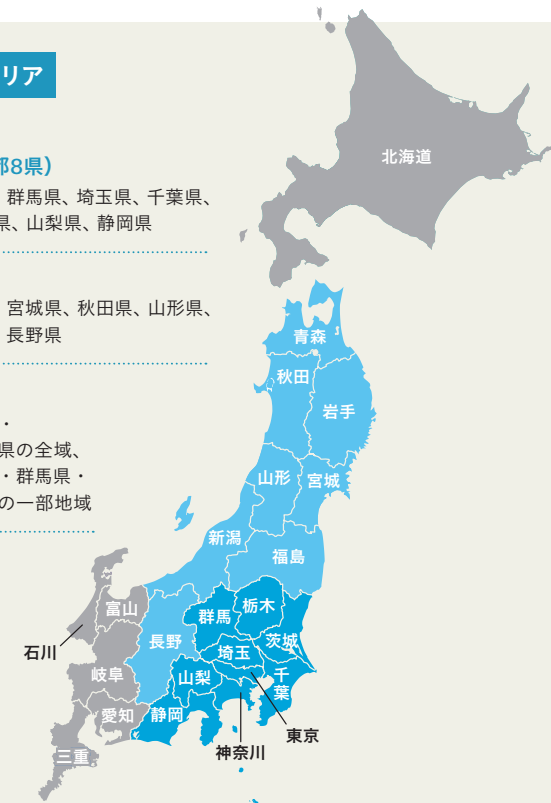 リア
部8県）
群馬県、埼玉県、千葉県、
県、山梨県、静岡県
宮城県、秋田県、山形県、
長野県
・
県の全域、
・群馬県・
の一部地域
北海道
青森
秋田
岩手
山形
宮城
新潟
福島
富山
群馬
栃木
石川
長野
茨城
埼玉
岐阜
山梨
千葉
愛知
静岡
東京
神奈川
三重